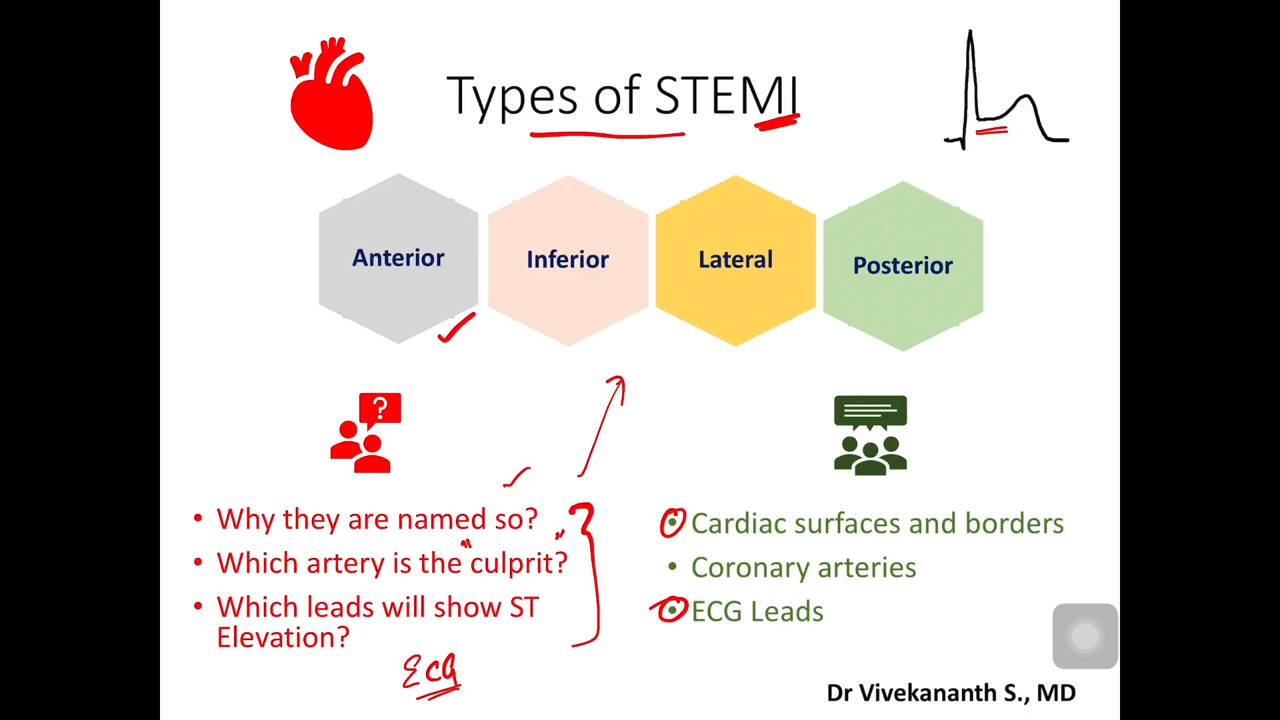 Types of STEMI
Anterior
Inferior
Lateral
Posterior
?
• Why they are named so?
• Which artery is the "culprit?"
• Which leads will show ST
Elevation?
ECG
• Cardiac surfaces and borders
• Coronary arteries
• ECG Leads
Dr Vivekananth S., MD